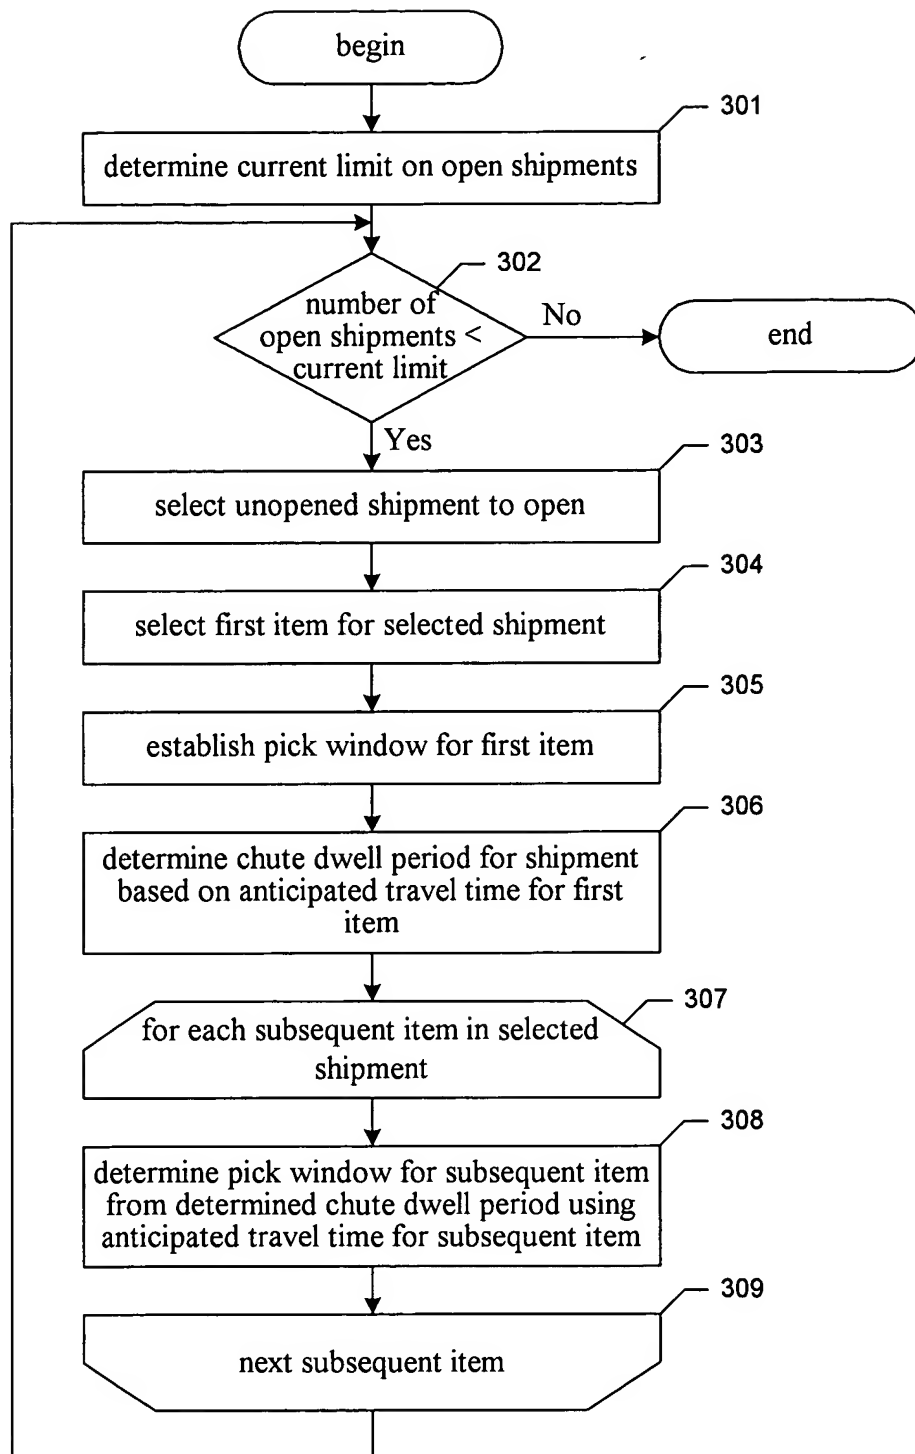 begin
301
determine current limit on open shipments
302
number of
open shipments <
current limit
No
end
Yes
303
select unopened shipment to open
304
select first item for selected shipment
305
establish pick window for first item
306
determine chute dwell period for shipment
based on anticipated travel time for first
item
307
for each subsequent item in selected
shipment
308
determine pick window for subsequent item
from determined chute dwell period using
anticipated travel time for subsequent item
309
next subsequent item